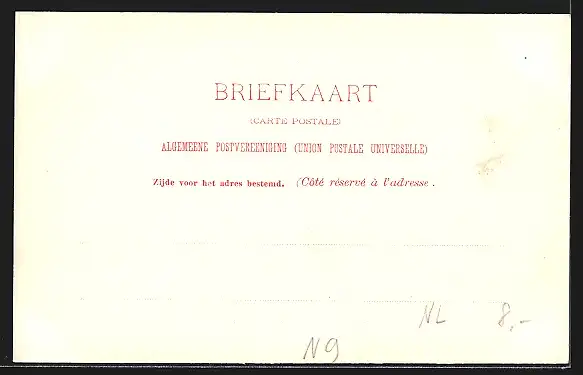 BRIEFKAART
(CARTE POSTALE)
ALGEMEENE POSTVEREENIGING (UNION POSTALE UNIVERSELLE)
Zijde voor het adres bestemd. (Côté réservé à l'adresse.
NL 8,-
N9